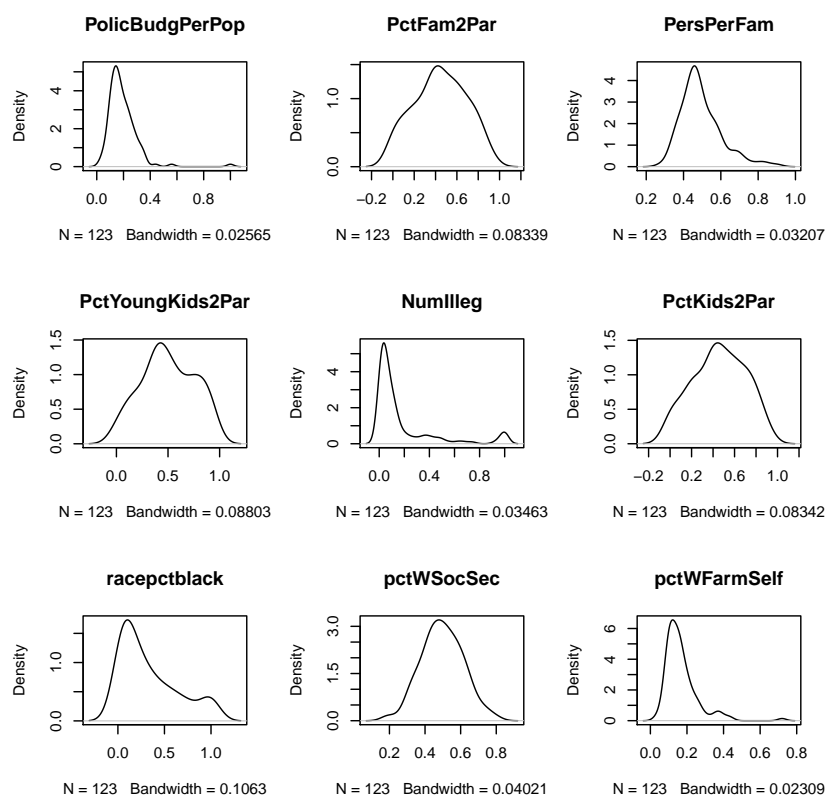 PolicBudgPerPop PctFam2Par PersPerFam
Density
0 2 4
0.0 0.4 0.8
N = 123 Bandwidth = 0.02565
0.0 1.0
−0.2 0.2 0.6 1.0
N = 123 Bandwidth = 0.08339
Density
0 1 2 3 4
0.2 0.4 0.6 0.8 1.0
N = 123 Bandwidth = 0.03207
Density
PctYoungKids2Par NumIlleg PctKids2Par
Density
0.0 0.5 1.0 1.5
0.0 0.5 1.0
N = 123 Bandwidth = 0.08803
Density
0 2 4
0.0 0.4 0.8
N = 123 Bandwidth = 0.03463
Density
0.0 0.5 1.0 1.5
−0.2 0.2 0.6 1.0
N = 123 Bandwidth = 0.08342
racepctblack pctWSocSec pctWFarmSelf
Density
0.0 1.0
0.0 0.5 1.0
N = 123 Bandwidth = 0.1063
Density
0.0 1.5 3.0
0.2 0.4 0.6 0.8
N = 123 Bandwidth = 0.04021
Density
0 2 4 6
0.0 0.2 0.4 0.6 0.8
N = 123 Bandwidth = 0.02309